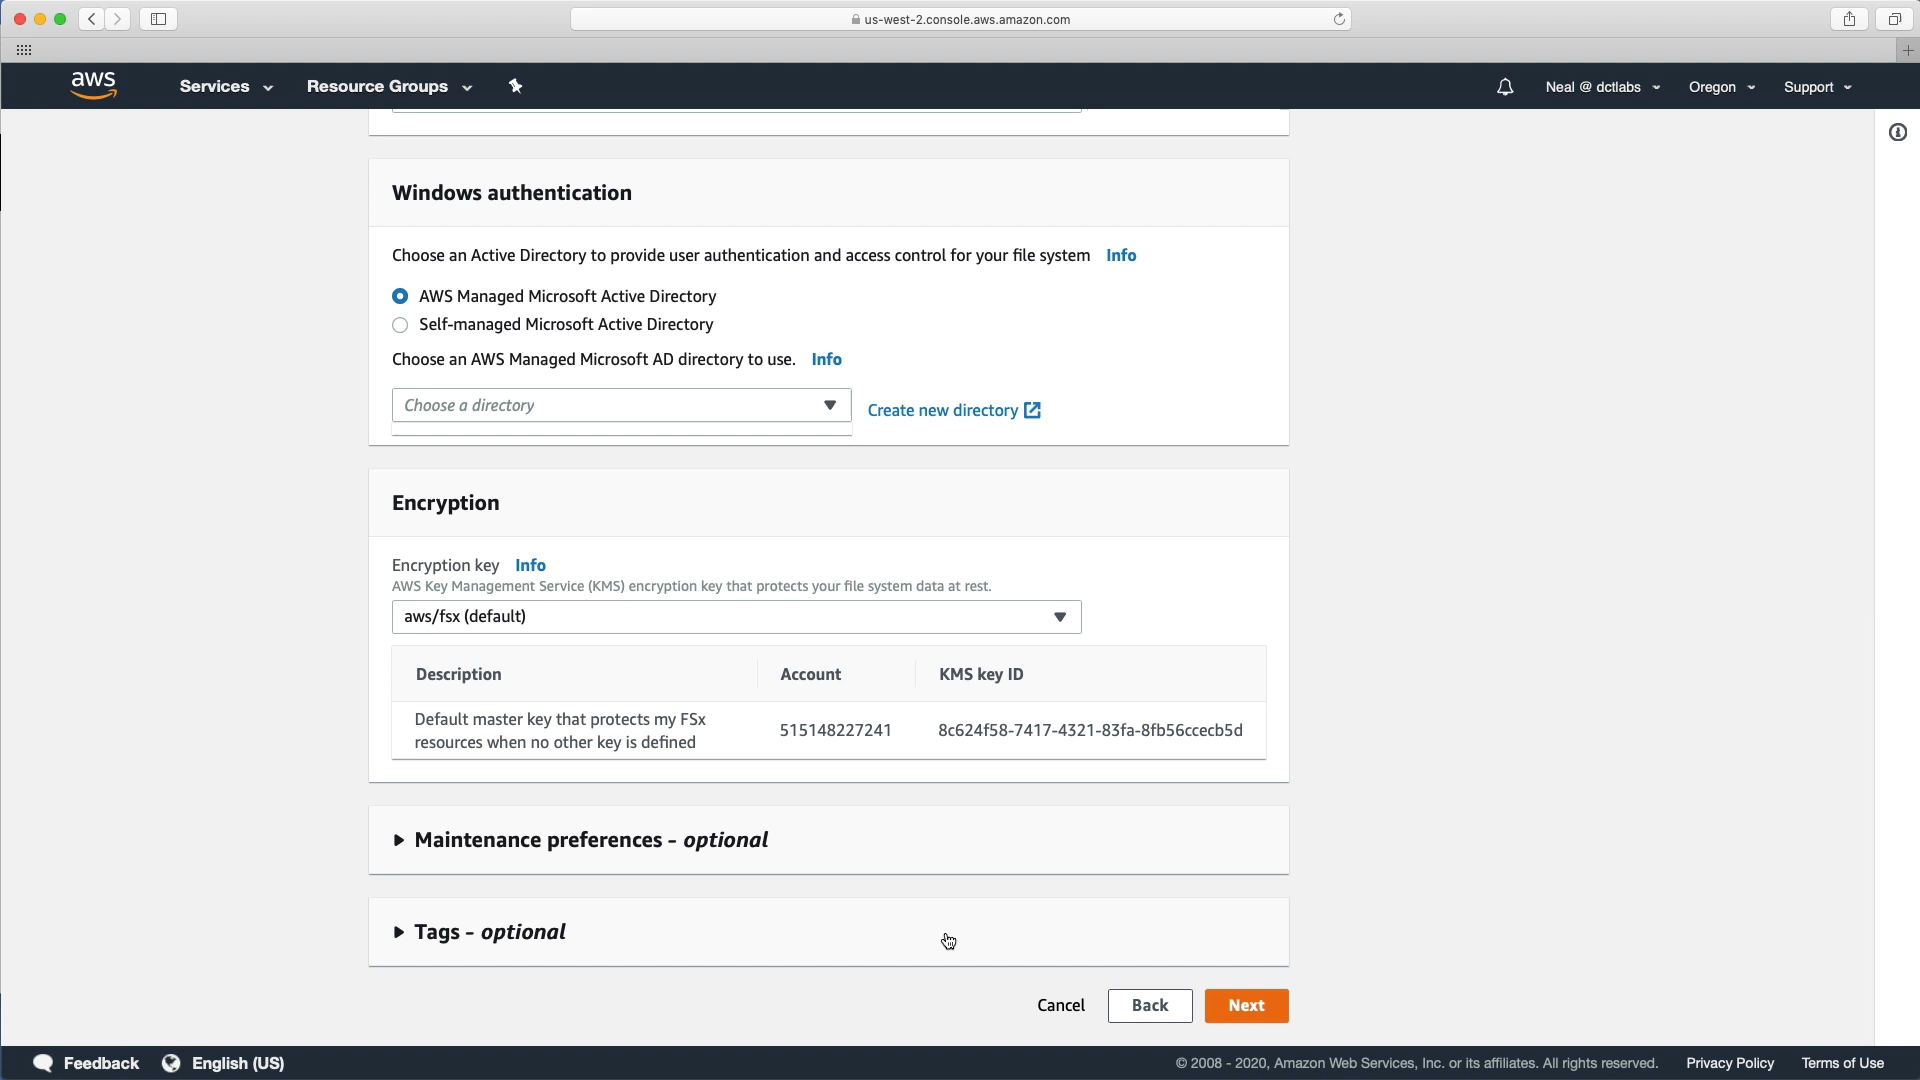 us-west-2.console.aws.amazon.com
aws
Services
Resource Groups
Neal @ dctlabs
Oregon
Support
Windows authentication
Choose an Active Directory to provide user authentication and access control for your file system Info
AWS Managed Microsoft Active Directory
Self-managed Microsoft Active Directory
Choose an AWS Managed Microsoft AD directory to use. Info
Choose a directory
Create new directory
Encryption
Encryption key Info
AWS Key Management Service (KMS) encryption key that protects your file system data at rest.
aws/fsx (default)
Description Account KMS key ID
Default master key that protects my FSx
resources when no other key is defined
515148227241
8c624f58-7417-4321-83fa-8fb56ccecb5d
Maintenance preferences - optional
Tags - optional
Cancel
Back
Next
Feedback
English (US)
© 2008 - 2020, Amazon Web Services, Inc. or its affiliates. All rights reserved.
Privacy Policy
Terms of Use